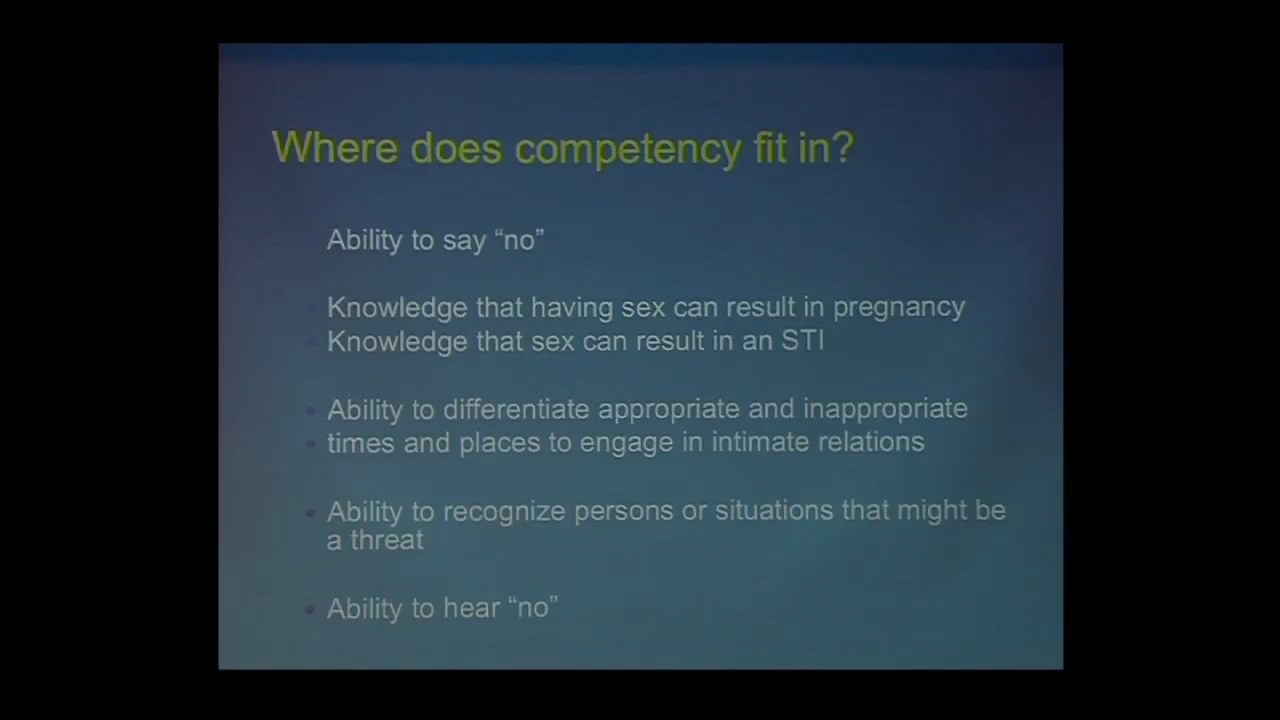 Where does competency fit in?
Ability to say “no”
Knowledge that having sex can result in pregnancy
Knowledge that sex can result in an STI
Ability to differentiate appropriate and inappropriate
times and places to engage in intimate relations
Ability to recognize persons or situations that might be
a threat
Ability to hear “no”